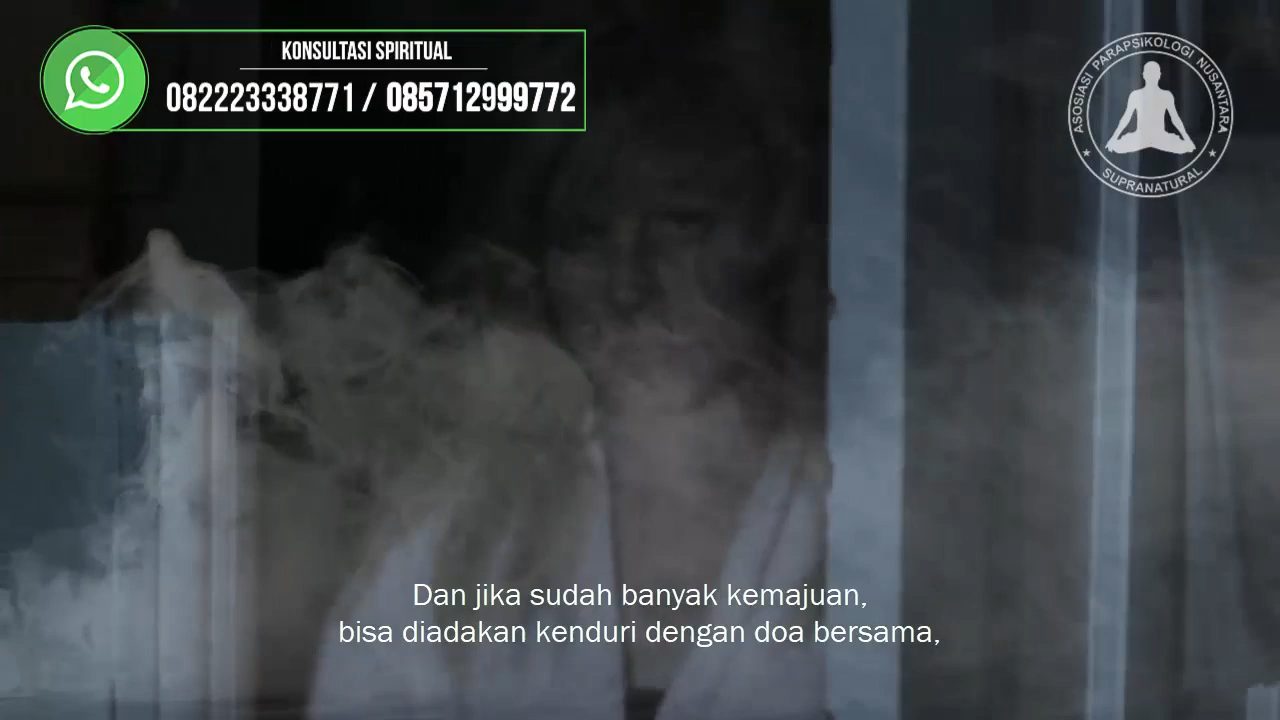 KONSULTASI SPIRITUAL
082223338771 / 085712999772
ASOSIASI PARAPSIKOLOGI NUSANTARA
SUPRANATURAL
Dan jika sudah banyak kemajuan,
bisa diadakan kenduri dengan doa bersama,